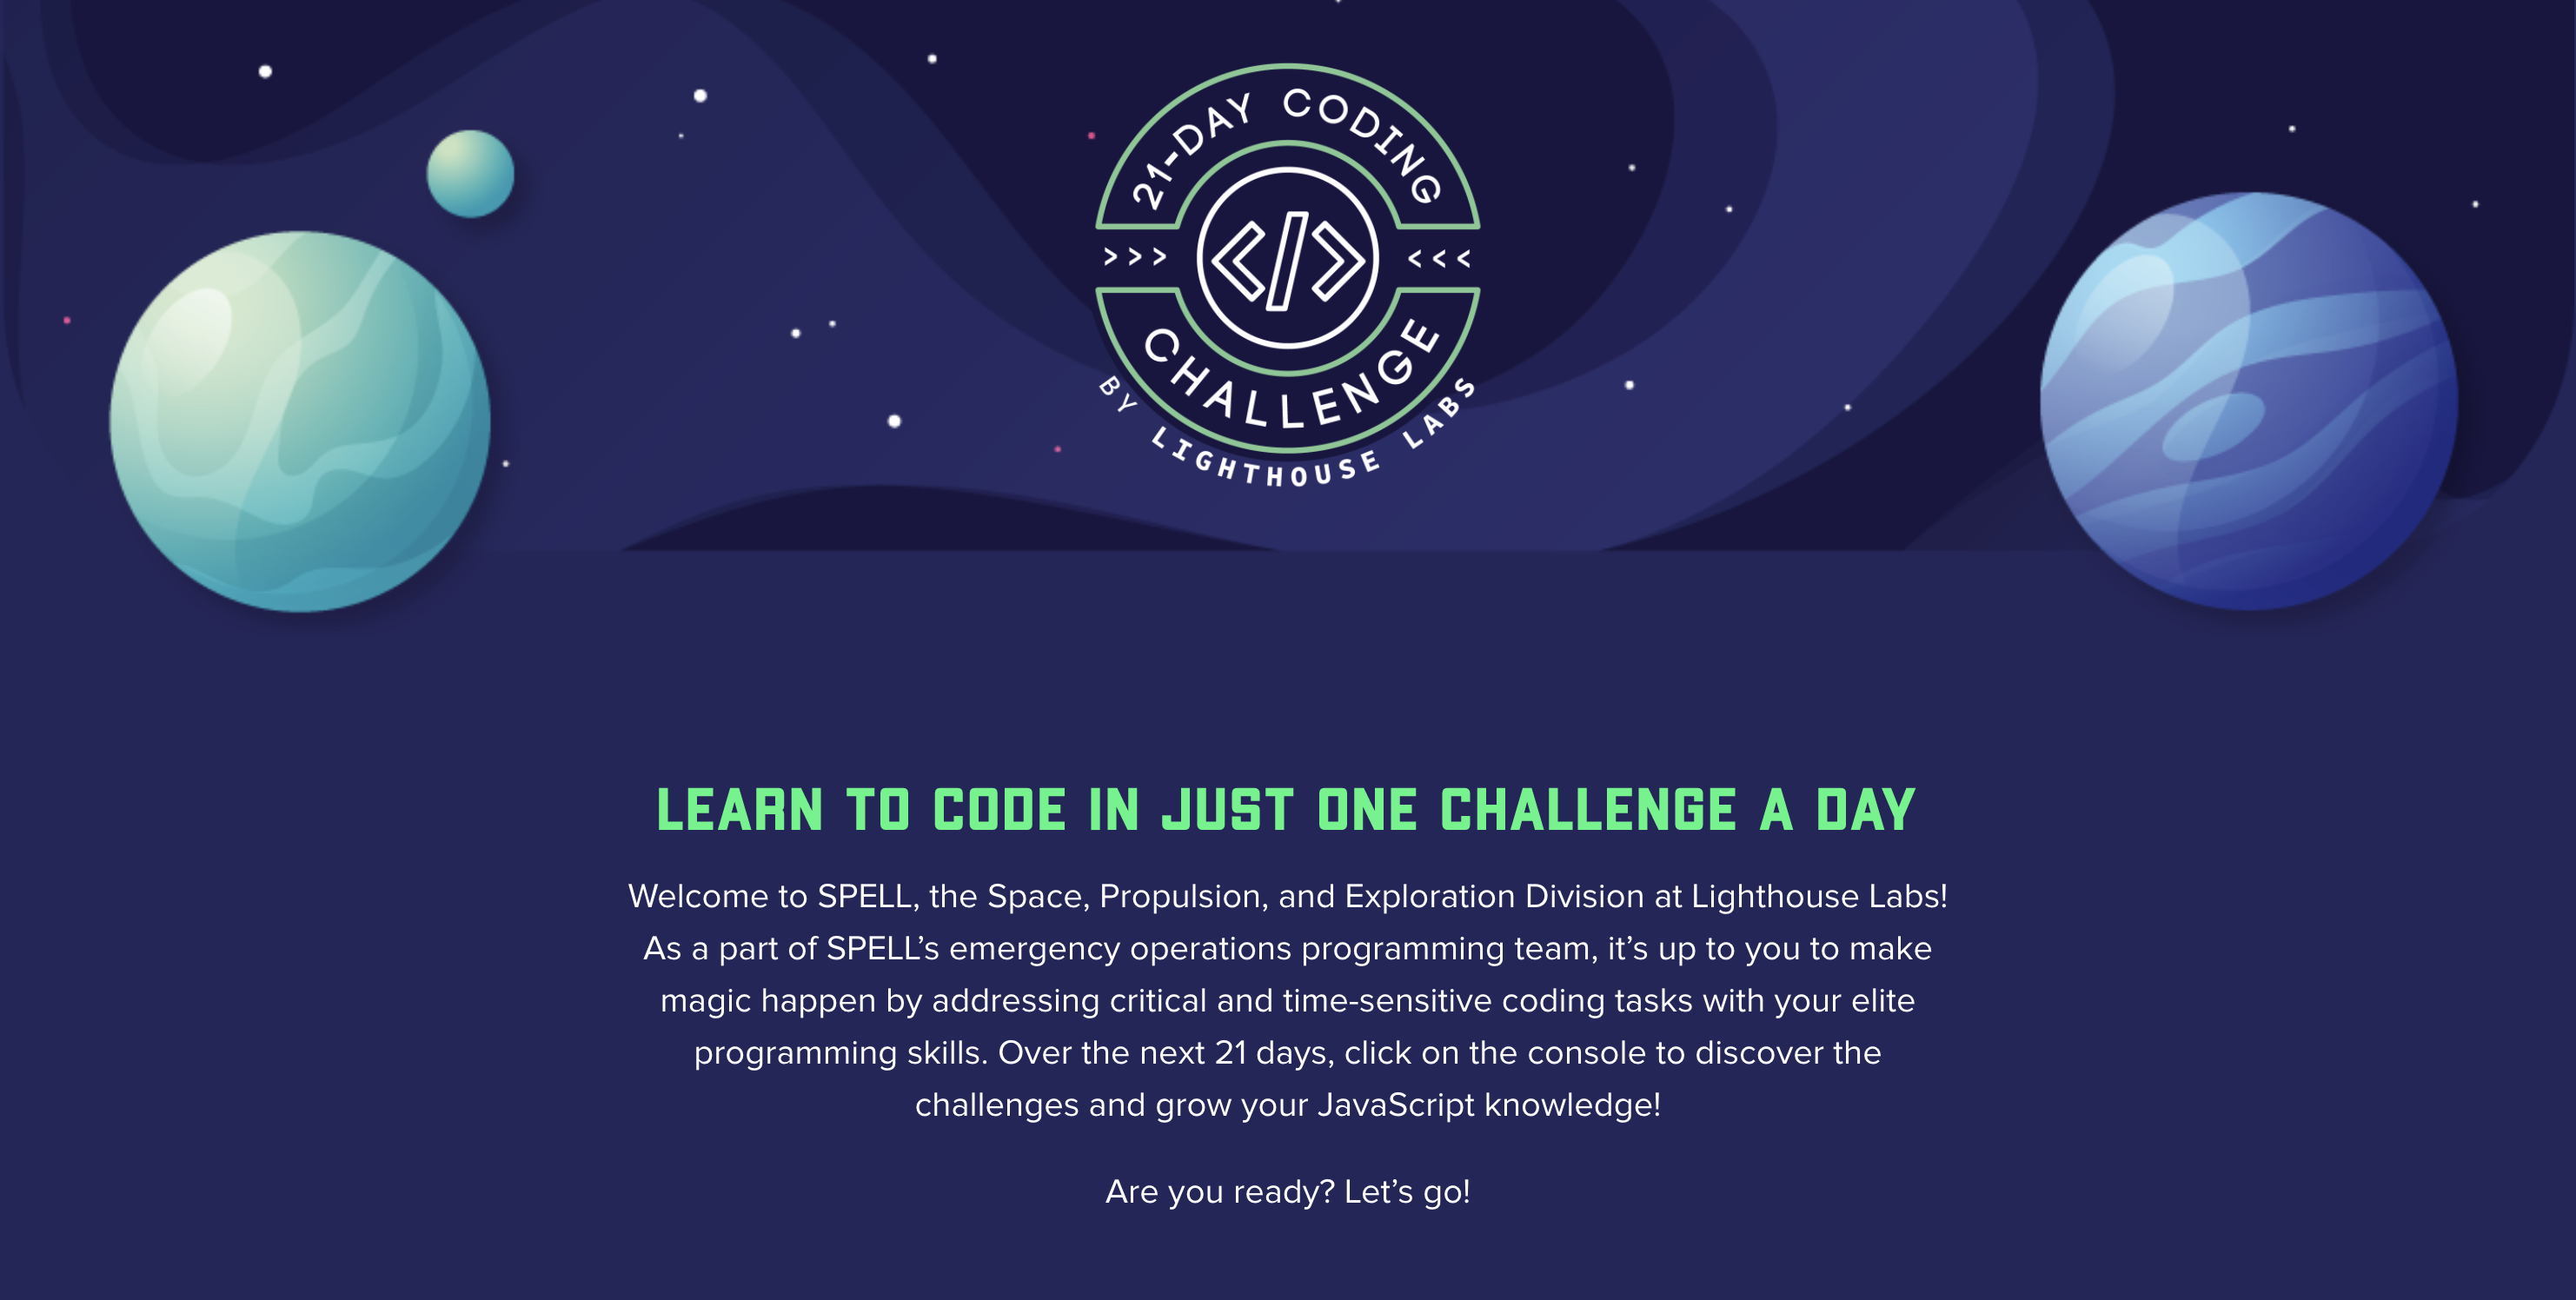 21-DAY CODING
>>> </> <<<
CHALLENGE
BY LIGHTHOUSE LABS
LEARN TO CODE IN JUST ONE CHALLENGE A DAY
Welcome to SPELL, the Space, Propulsion, and Exploration Division at Lighthouse Labs!
As a part of SPELL’s emergency operations programming team, it’s up to you to make
magic happen by addressing critical and time-sensitive coding tasks with your elite
programming skills. Over the next 21 days, click on the console to discover the
challenges and grow your JavaScript knowledge!
Are you ready? Let’s go!